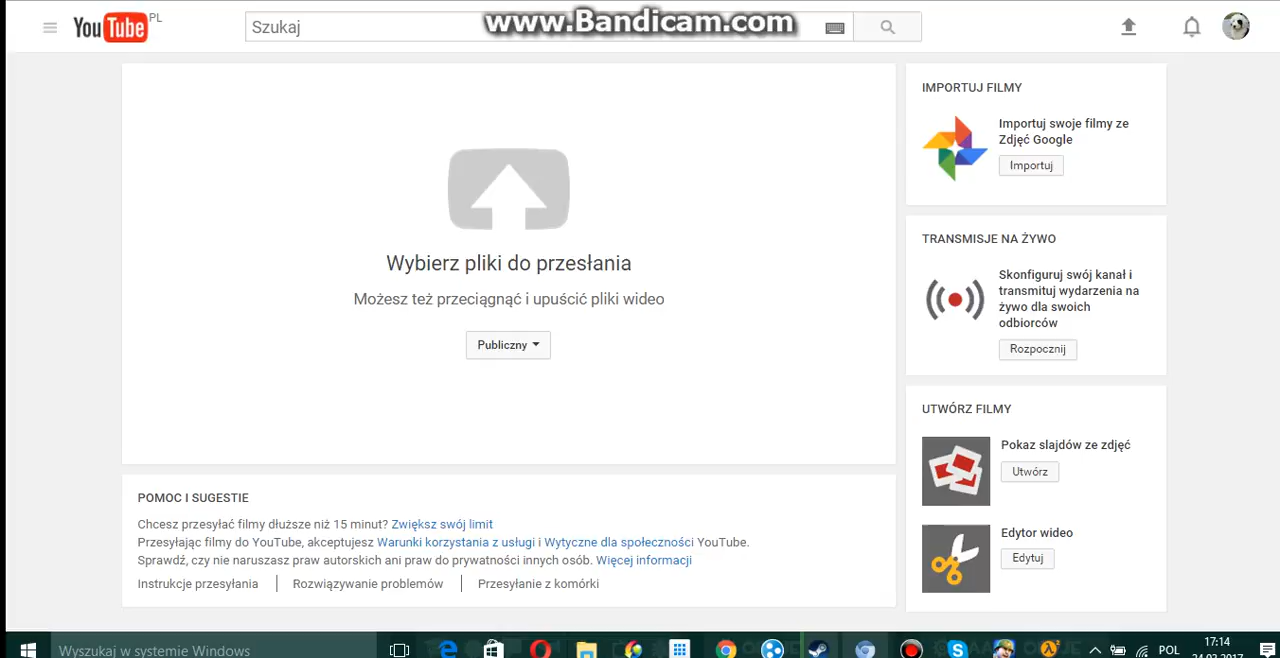 YouTube PL
Szukaj
www.Bandicam.com
Wybierz pliki do przesłania
Możesz też przeciągnąć i upuścić pliki wideo
Publiczny
IMPORTUJ FILMY
Importuj swoje filmy ze
Zdjęć Google
Importuj
TRANSMISJE NA ŻYWO
Skonfiguruj swój kanał i
transmituj wydarzenia na
żywo dla swoich
odbiorców
Rozpocznij
UTWÓRZ FILMY
Pokaz slajdów ze zdjęć
Utwórz
Edytor wideo
Edytuj
POMOC I SUGESTIE
Chcesz przesyłać filmy dłuższe niż 15 minut? Zwiększ swój limit
Przesyłając filmy do YouTube, akceptujesz Warunki korzystania z usługi i Wytyczne dla społeczności YouTube.
Sprawdź, czy nie naruszasz praw autorskich ani praw do prywatności innych osób. Więcej informacji
Instrukcje przesyłania
Rozwiązywanie problemów
Przesyłanie z komórki
Wyszukaj w systemie Windows
POL
17:14